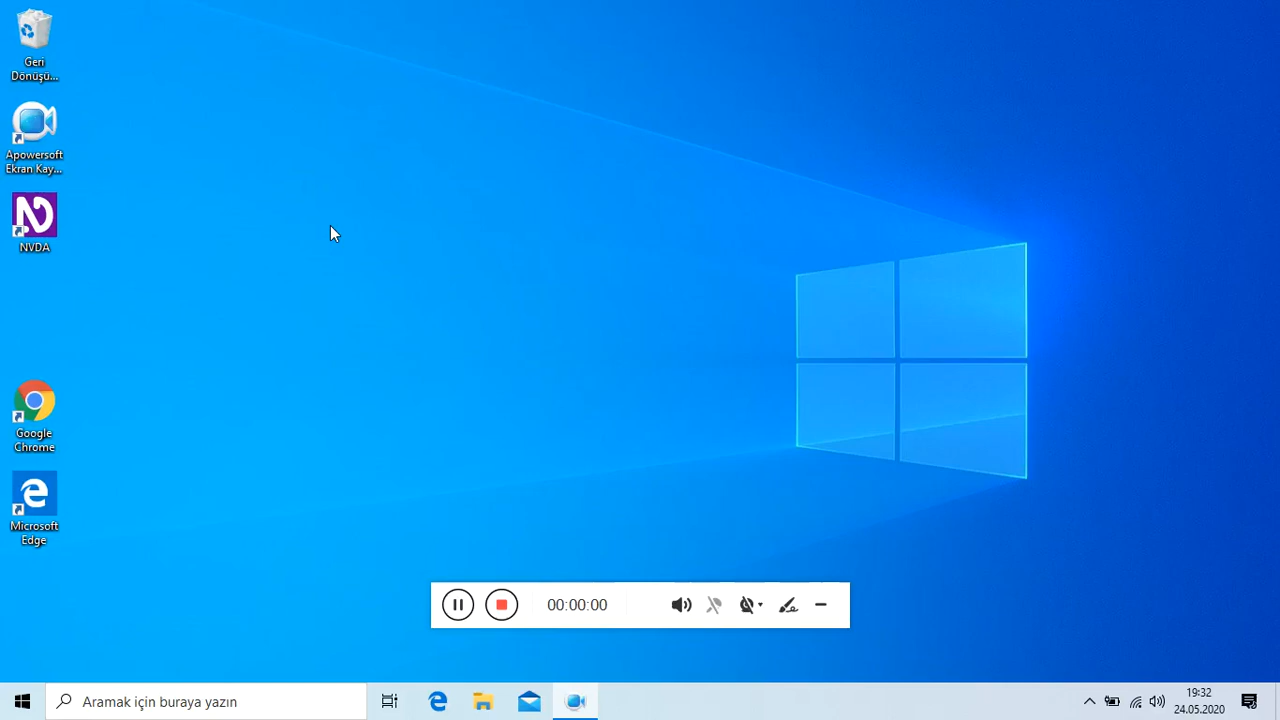 Geri
Dönüşü...
Apowersoft
Ekran Kay...
NVDA
Google
Chrome
Microsoft
Edge
00:00:00
Aramak için buraya yazın
19:32
24.05.2020